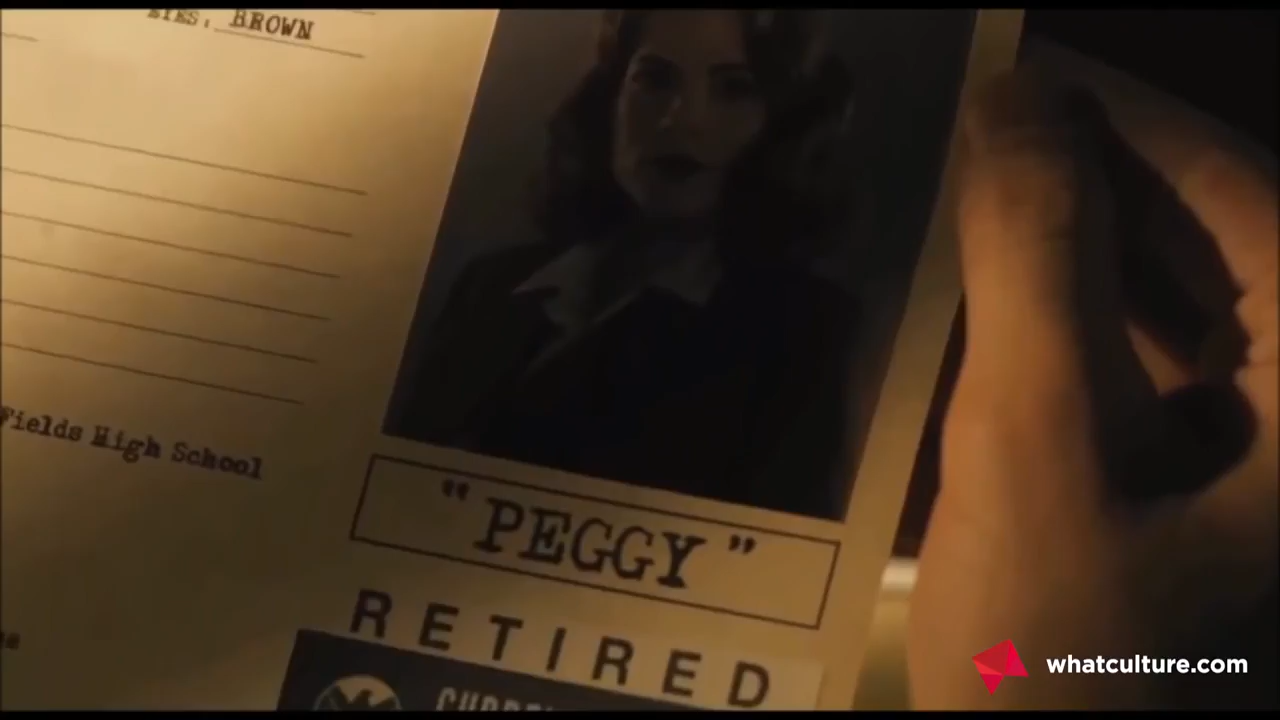 EYES: BROWN
Fields High School
" PEGGY "
RETIRED
whatculture.com